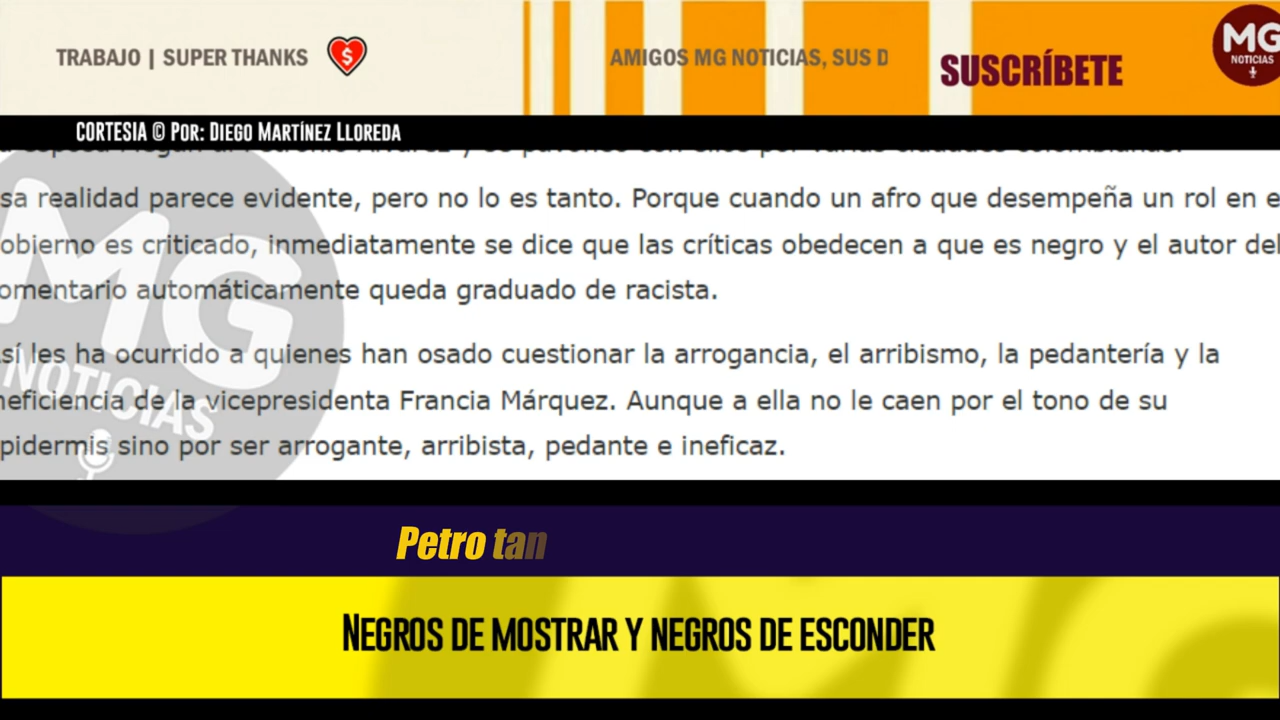 TRABAJO | SUPER THANKS
AMIGOS MG NOTICIAS, SUS D
SUSCRÍBETE
MG
NOTICIAS
CORTESIA © POR: DIEGO MARTÍNEZ LLOREDA
sa realidad parece evidente, pero no lo es tanto. Porque cuando un afro que desempeña un rol en e
obierno es criticado, inmediatamente se dice que las críticas obedecen a que es negro y el autor del
omentario automáticamente queda graduado de racista.
sí les ha ocurrido a quienes han osado cuestionar la arrogancia, el arribismo, la pedantería y la
neficiencia de la vicepresidenta Francia Márquez. Aunque a ella no le caen por el tono de su
pidermis sino por ser arrogante, arribista, pedante e ineficaz.
MG
NOTICIAS
Petro tan
NEGROS DE MOSTRAR Y NEGROS DE ESCONDER